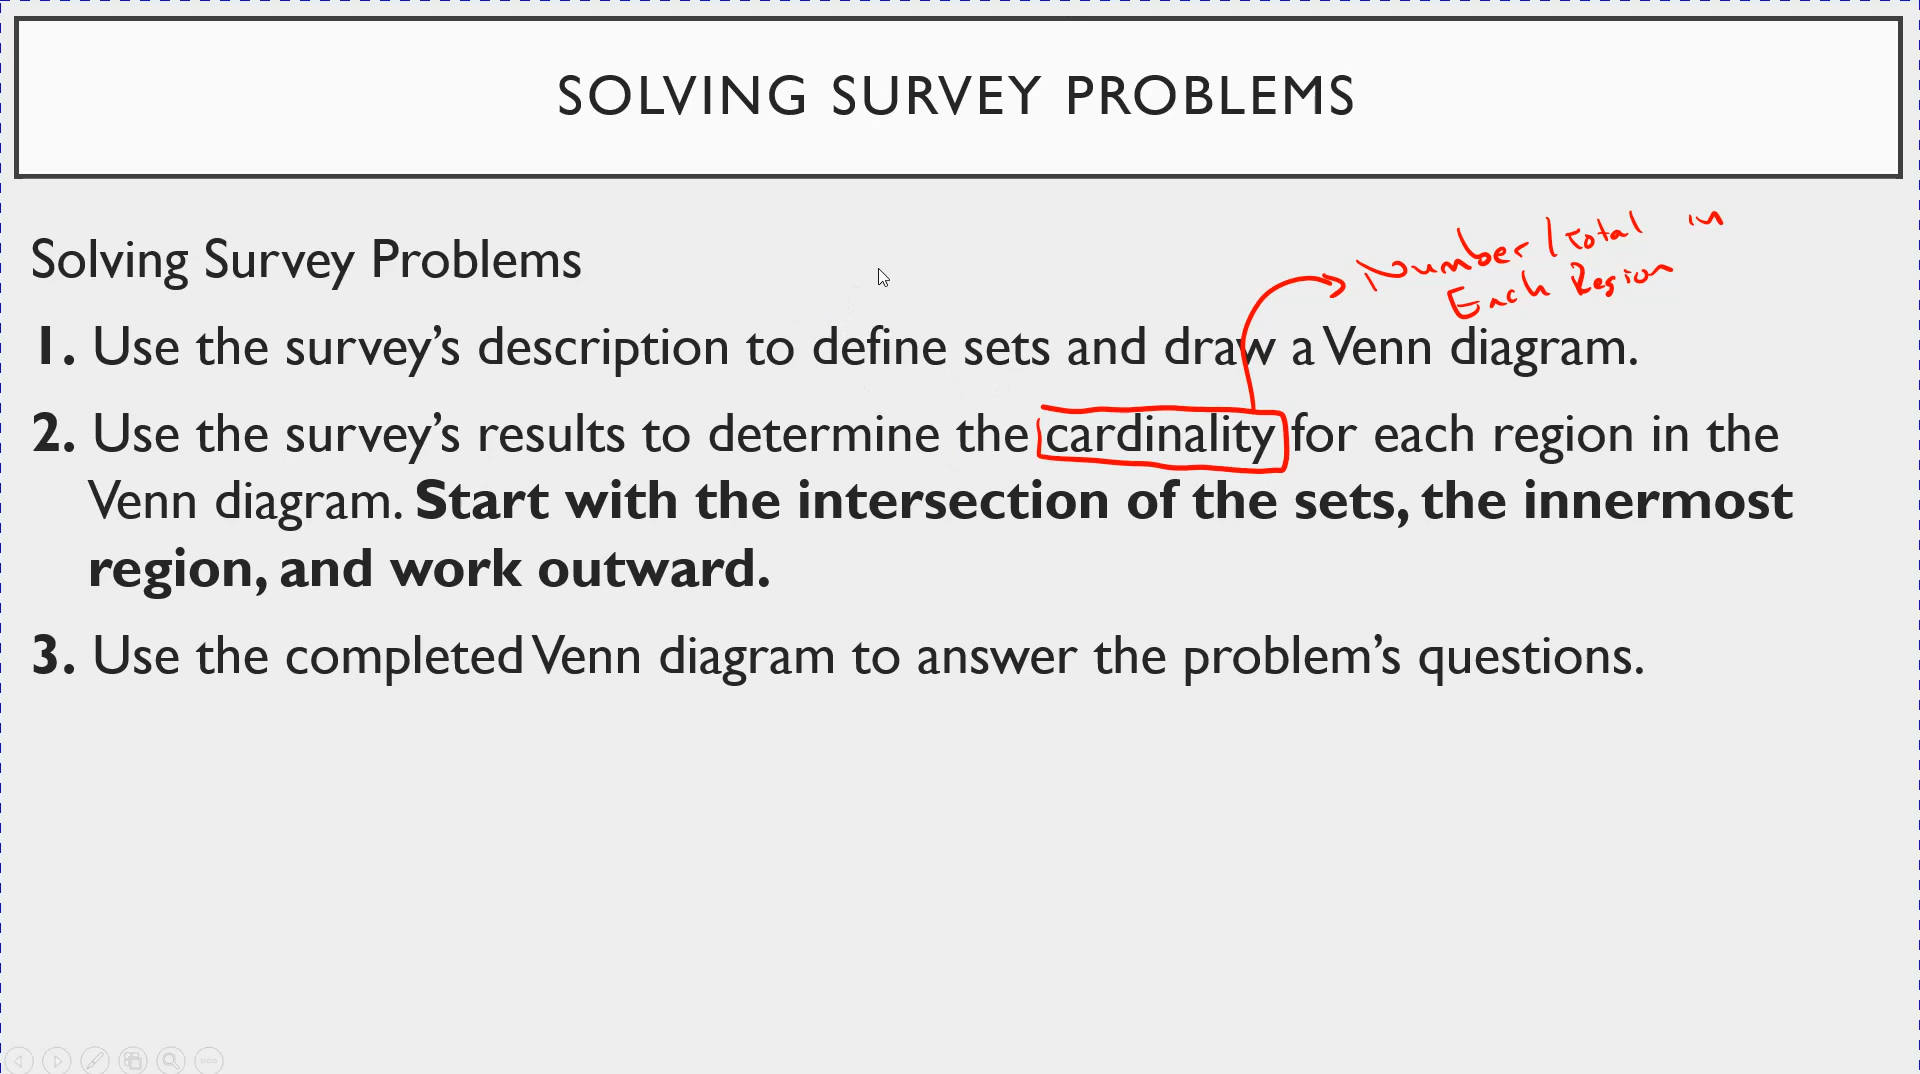 SOLVING SURVEY PROBLEMS
Number/Total in
Each Region
Solving Survey Problems
1. Use the survey’s description to define sets and draw a Venn diagram.
2. Use the survey’s results to determine the cardinality for each region in the
Venn diagram. Start with the intersection of the sets, the innermost
region, and work outward.
3. Use the completed Venn diagram to answer the problem’s questions.